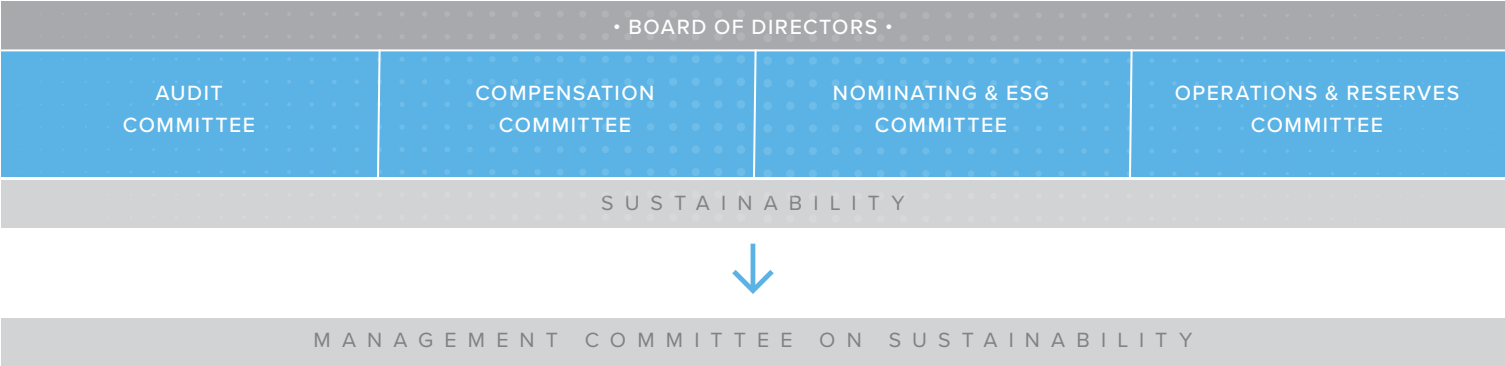 • BOARD OF DIRECTORS •
AUDIT
COMMITTEE
COMPENSATION
COMMITTEE
NOMINATING & ESG
COMMITTEE
OPERATIONS & RESERVES
COMMITTEE
SUSTAINABILITY
MANAGEMENT COMMITTEE ON SUSTAINABILITY